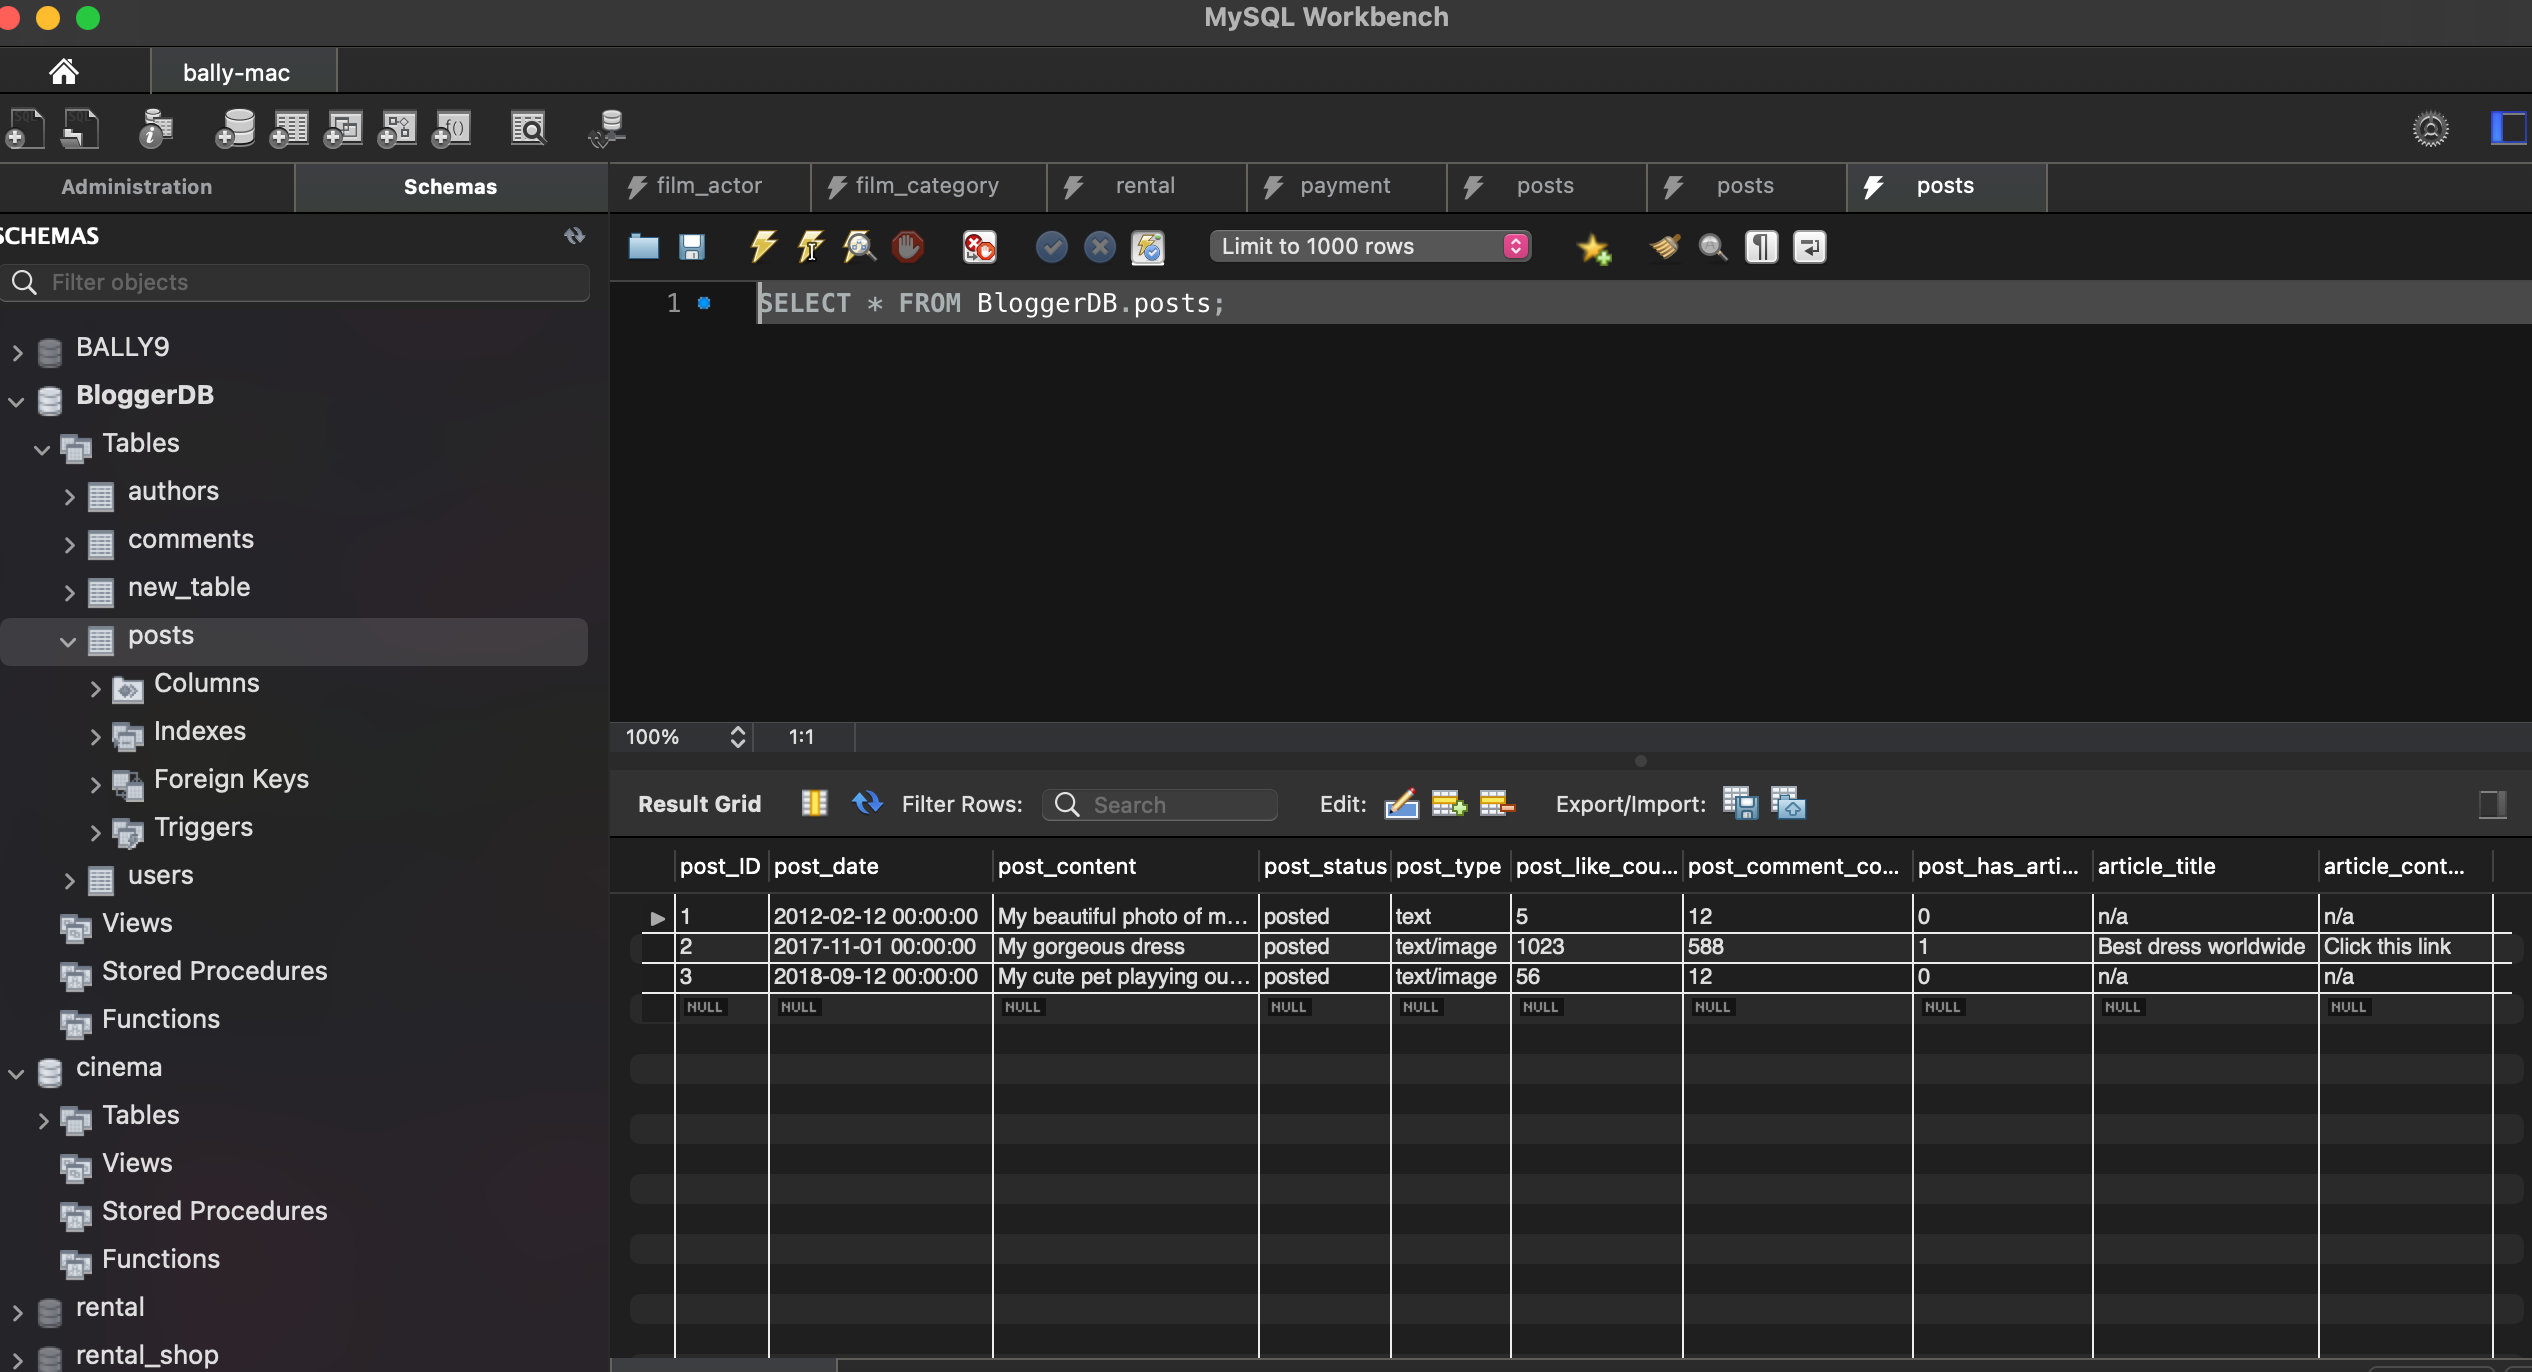 MySQL Workbench
bally-mac
Administration
Schemas
SCHEMAS
Filter objects
BALLY9
BloggerDB
Tables
authors
comments
new_table
posts
Columns
Indexes
Foreign Keys
Triggers
users
Views
Stored Procedures
Functions
cinema
Tables
Views
Stored Procedures
Functions
rental
rental_shop
film_actor
film_category
rental
payment
posts
posts
posts
Limit to 1000 rows
1 SELECT * FROM BloggerDB.posts;
100% 1:1
Result Grid Filter Rows: Search Edit: Export/Import:
post_ID post_date post_content post_status post_type post_like_cou... post_comment_co... post_has_arti... article_title article_cont...
1 2012-02-12 00:00:00 My beautiful photo of m... posted text 5 12 0 n/a n/a
2 2017-11-01 00:00:00 My gorgeous dress posted text/image 1023 588 1 Best dress worldwide Click this link
3 2018-09-12 00:00:00 My cute pet playying ou... posted text/image 56 12 0 n/a n/a
NULL NULL NULL NULL NULL NULL NULL NULL NULL NULL